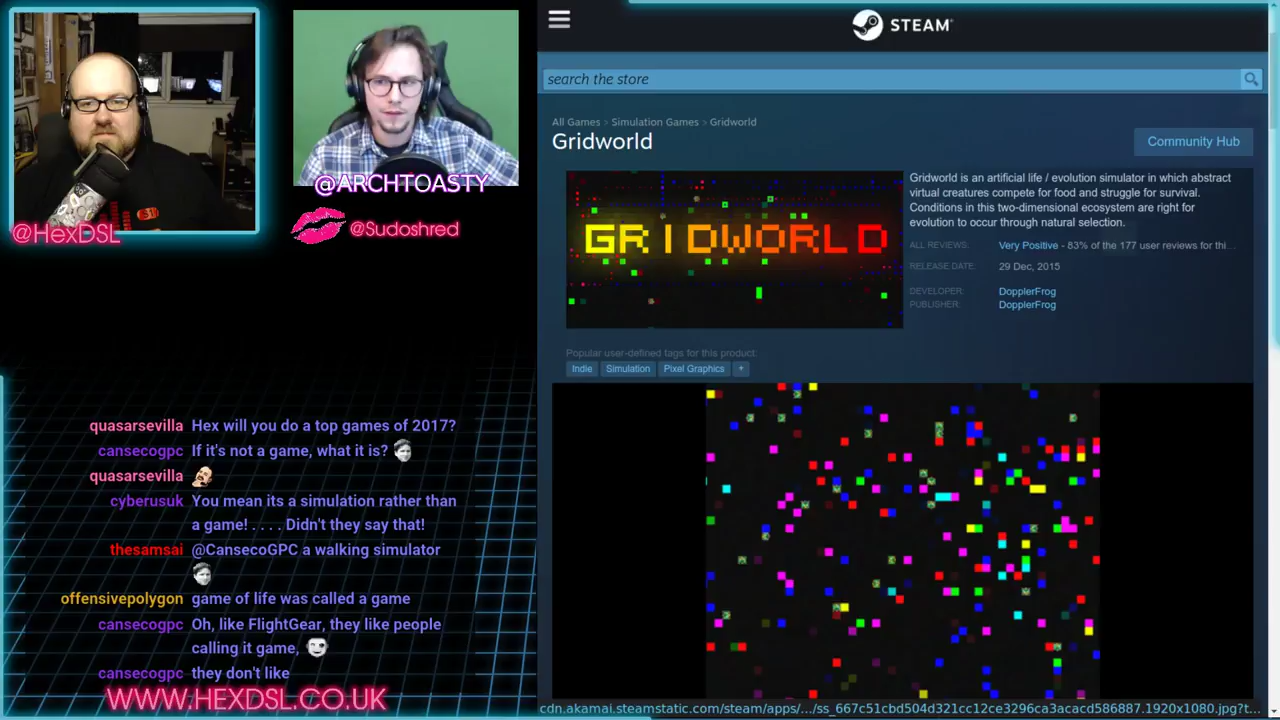 @HexDSL
@ARCHTOASTY
@Sudoshred
quasarsevilla Hex will you do a top games of 2017?
cansecogpc If it's not a game, what it is?
quasarsevilla
cyberusuk You mean its a simulation rather than
a game! . . . . Didn't they say that!
thesamsai @CansecoGPC a walking simulator
offensivepolygon game of life was called a game
cansecogpc Oh, like FlightGear, they like people
calling it game,
cansecogpc they don't like
WWW.HEXDSL.CO.UK
STEAM
search the store
All Games > Simulation Games > Gridworld
Gridworld
Community Hub
GRIDWORLD
Gridworld is an artificial life / evolution simulator in which abstract
virtual creatures compete for food and struggle for survival.
Conditions in this two-dimensional ecosystem are right for
evolution to occur through natural selection.
ALL REVIEWS: Very Positive - 83% of the 177 user reviews for thi...
RELEASE DATE: 29 Dec, 2015
DEVELOPER: DopplerFrog
PUBLISHER: DopplerFrog
Popular user-defined tags for this product:
Indie Simulation Pixel Graphics
cdn.akamai.steamstatic.com/steam/apps/.../ss_667c51cbd504d321cc12ce3296ca3acacd586887.1920x1080.jpg?t...